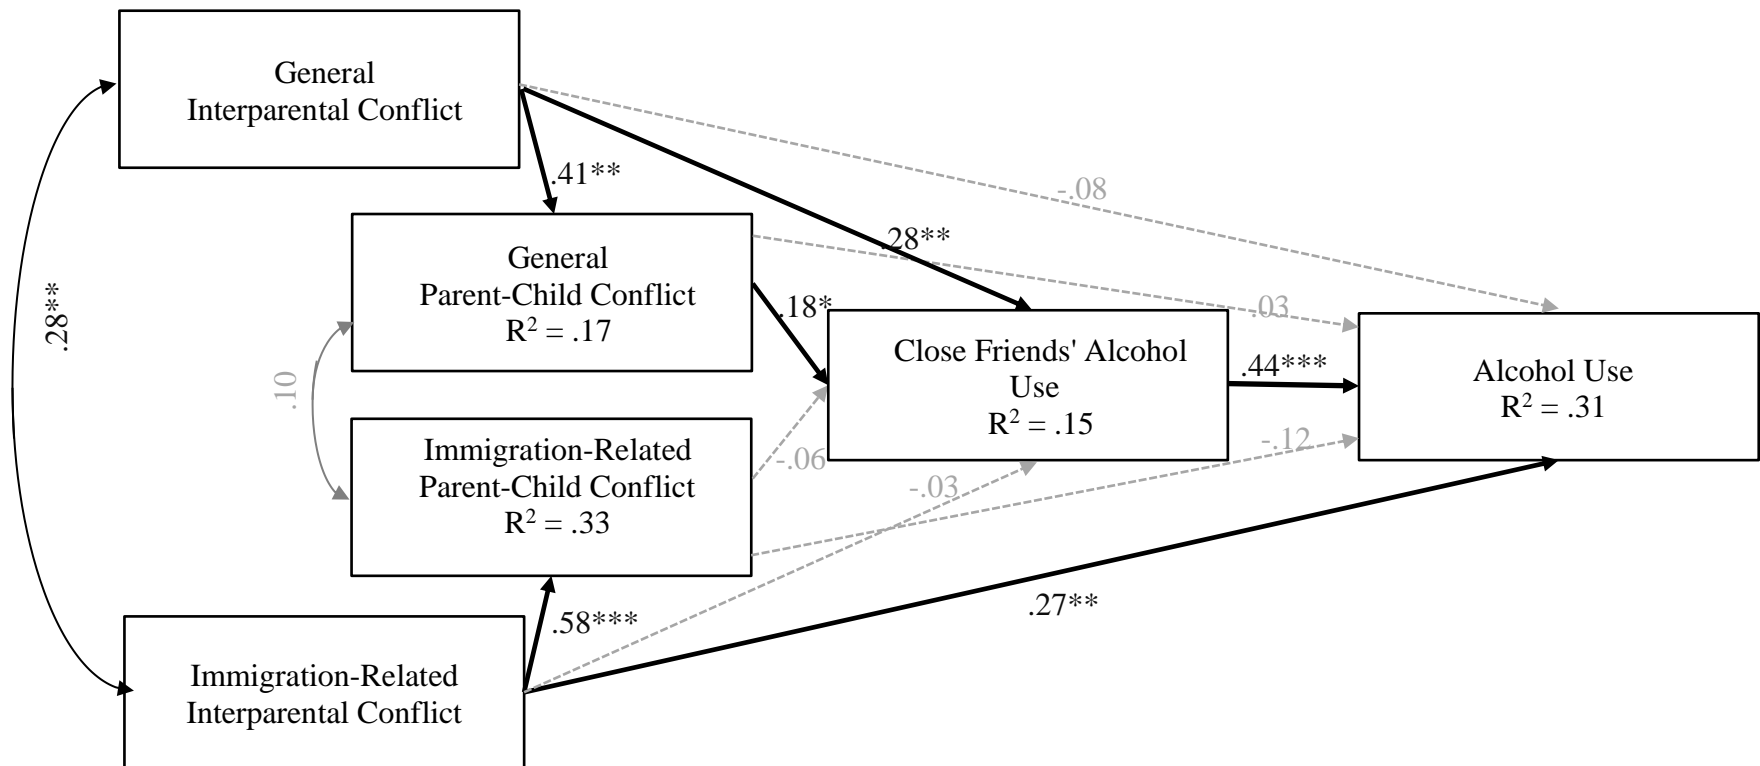 General
Interparental Conflict
.41**
-.08
General
Parent-Child Conflict
R² = .17
.28**
.28**
.18*
.03
Close Friends' Alcohol
Use
R² = .15
.44***
Alcohol Use
R² = .31
.10
Immigration-Related
Parent-Child Conflict
R² = .33
-.06
-.03
-.12
.58***
.27**
Immigration-Related
Interparental Conflict